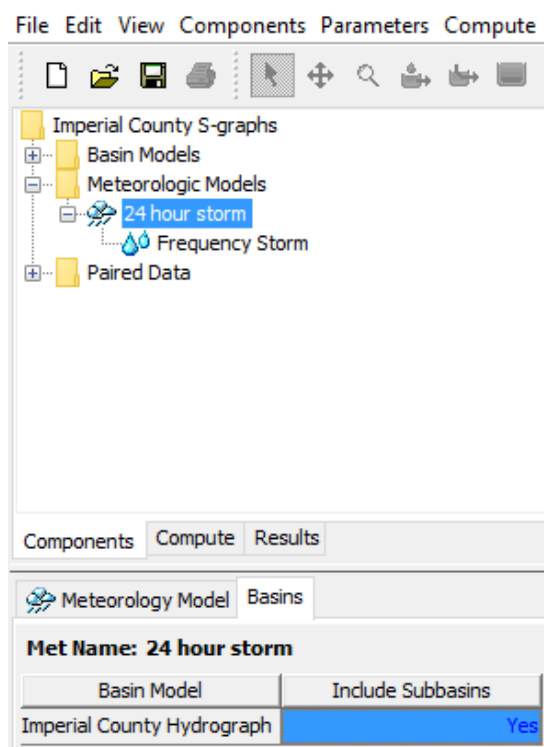 File Edit View Components Parameters Compute
Imperial County S-graphs
Basin Models
Meteorologic Models
24 hour storm
Frequency Storm
Paired Data
Components Compute Results
Meteorology Model Basins
Met Name: 24 hour storm
Basin Model Include Subbasins
Imperial County Hydrograph Yes